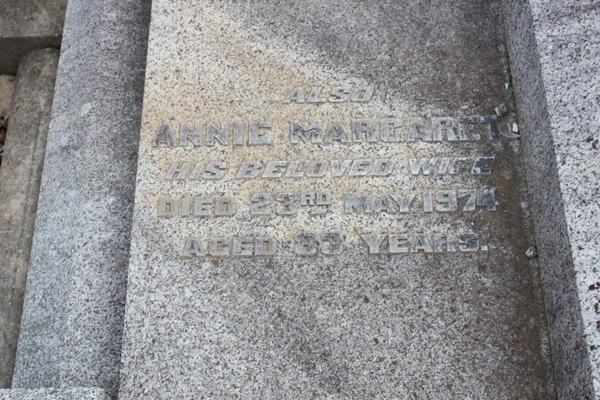 ALSO
ANNIE MARGARET
HIS BELOVED WIFE
DIED 23RD MAY,1974
AGED 83 YEARS.